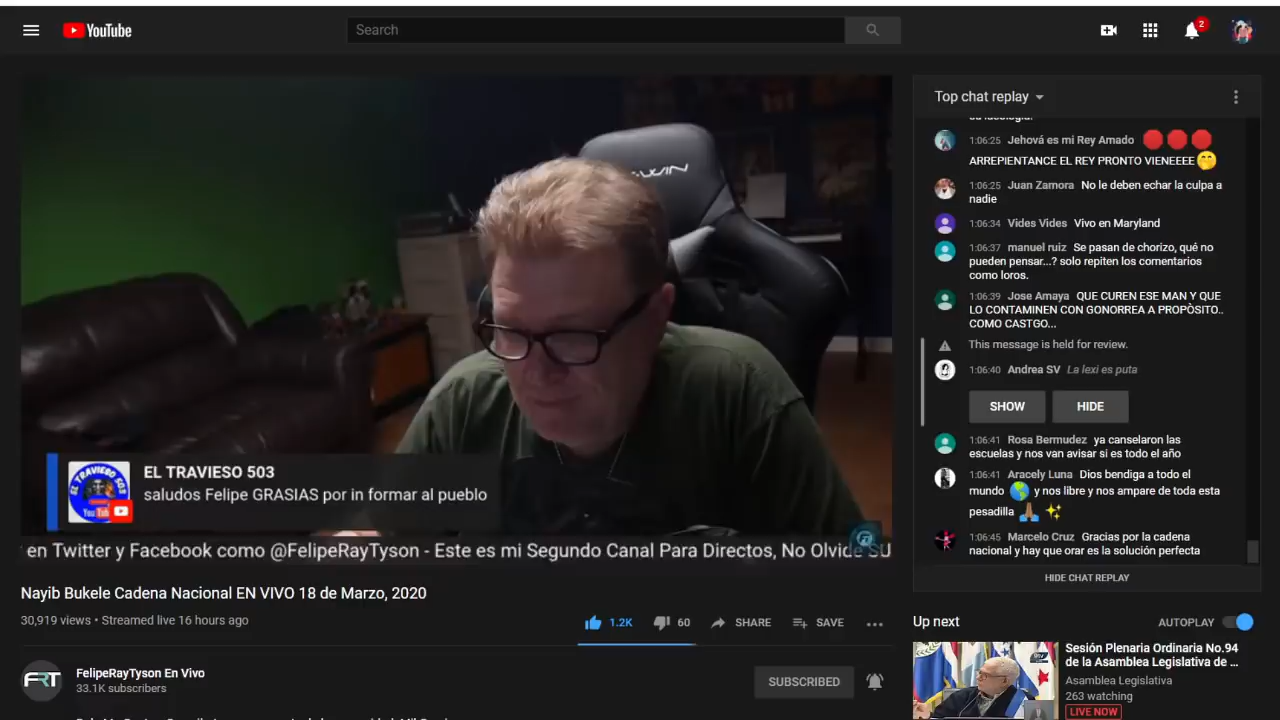 YouTube
Search
2
Top chat replay
su ideología.
1:06:25 Jehová es mi Rey Amado
ARREPIENTANCE EL REY PRONTO VIENEEEE
1:06:25 Juan Zamora No le deben echar la culpa a
nadie
1:06:34 Vides Vides Vivo en Maryland
1:06:37 manuel ruiz Se pasan de chorizo, qué no
pueden pensar...? solo repiten los comentarios
como loros.
1:06:39 Jose Amaya QUE CUREN ESE MAN Y QUE
LO CONTAMINEN CON GONORREA A PROPÒSITO..
COMO CASTGO...
This message is held for review.
1:06:40 Andrea SV La lexi es puta
SHOW HIDE
1:06:41 Rosa Bermudez ya canselaron las
escuelas y nos van avisar si es todo el año
1:06:41 Aracely Luna Dios bendiga a todo el
mundo y nos libre y nos ampare de toda esta
pesadilla
1:06:45 Marcelo Cruz Gracias por la cadena
nacional y hay que orar es la solución perfecta
HIDE CHAT REPLAY
WIN
EL TRAVIESO 503
EL TRAVIESO 503
saludos Felipe GRASIAS por in formar al pueblo
en Twitter y Facebook como @FelipeRayTyson - Este es mi Segundo Canal Para Directos, No Olvide SU
Nayib Bukele Cadena Nacional EN VIVO 18 de Marzo, 2020
30,919 views • Streamed live 16 hours ago
1.2K 60 SHARE SAVE
FRT
FelipeRayTyson En Vivo
33.1K subscribers
SUBSCRIBED
Up next AUTOPLAY
Sesión Plenaria Ordinaria No.94
de la Asamblea Legislativa de ...
Asamblea Legislativa
263 watching
LIVE NOW